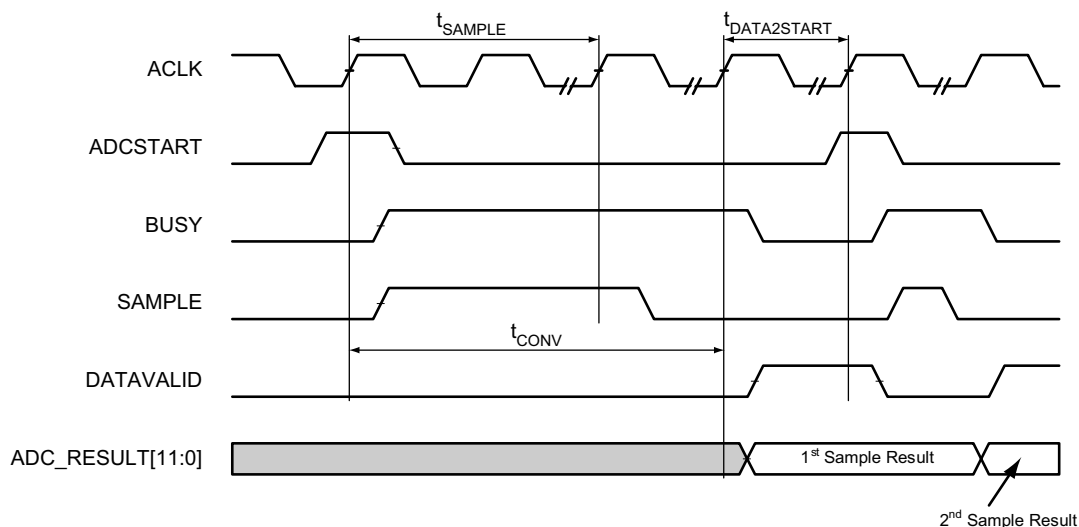 tSAMPLE
tDATA2START
ACLK
ADCSTART
BUSY
SAMPLE
tCONV
DATAVALID
ADC_RESULT[11:0]
1st Sample Result
2nd Sample Result